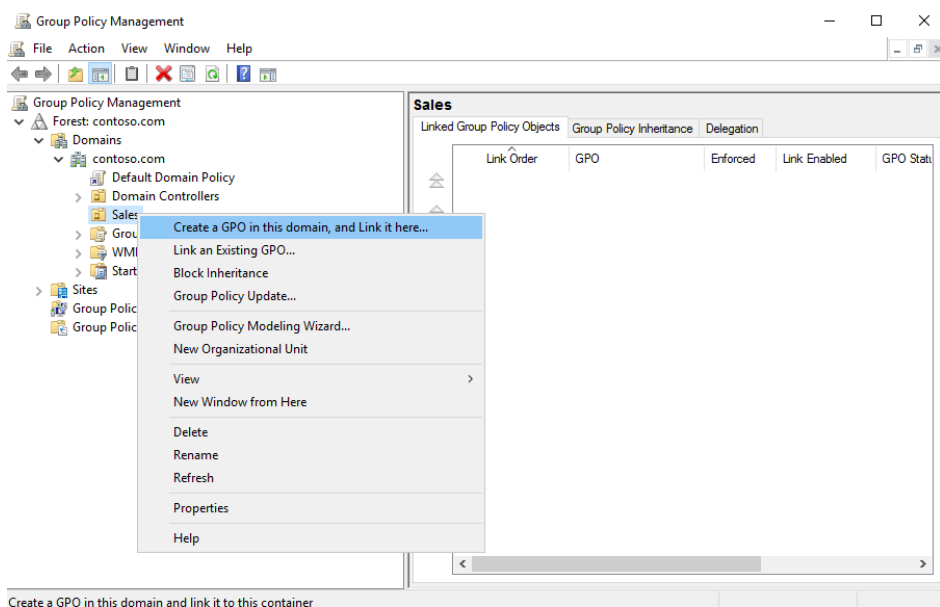 Group Policy Management
File Action View Window Help
Group Policy Management
Forest: contoso.com
Domains
contoso.com
Default Domain Policy
Domain Controllers
Sales
Grou
WMI
Start
Sites
Group Polic
Group Polic
Create a GPO in this domain, and Link it here...
Link an Existing GPO...
Block Inheritance
Group Policy Update...
Group Policy Modeling Wizard...
New Organizational Unit
View
New Window from Here
Delete
Rename
Refresh
Properties
Help
Sales
Linked Group Policy Objects Group Policy Inheritance Delegation
Link Order GPO Enforced Link Enabled GPO Statu
Create a GPO in this domain and link it to this container